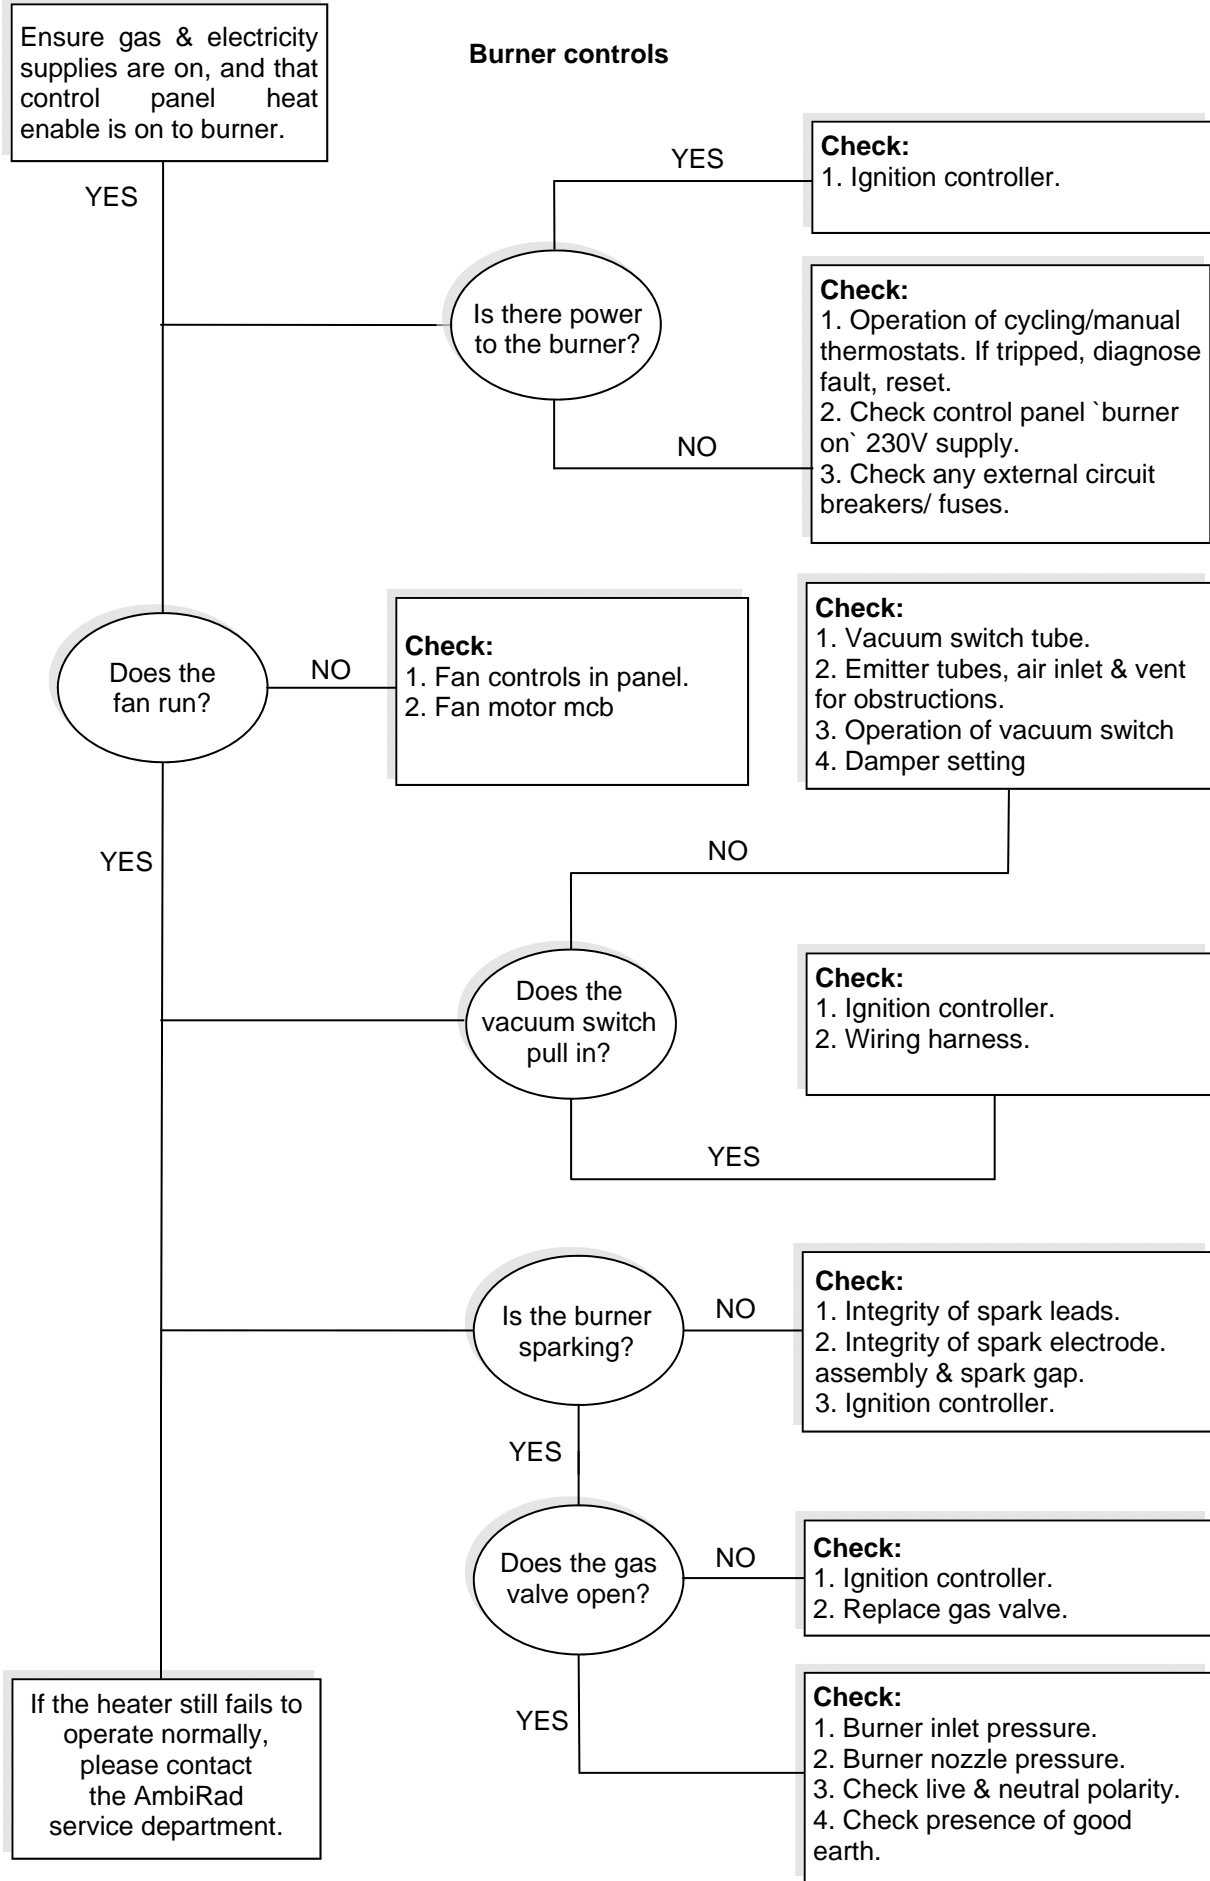 Ensure gas & electricity
supplies are on, and that
control panel heat
enable is on to burner.
Burner controls
YES
YES
Check:
1. Ignition controller.
Is there power
to the burner?
NO
Check:
1. Operation of cycling/manual
thermostats. If tripped, diagnose
fault, reset.
2. Check control panel `burner
on` 230V supply.
3. Check any external circuit
breakers/ fuses.
Does the
fan run?
NO
Check:
1. Fan controls in panel.
2. Fan motor mcb
Check:
1. Vacuum switch tube.
2. Emitter tubes, air inlet & vent
for obstructions.
3. Operation of vacuum switch
4. Damper setting
YES
NO
Does the
vacuum switch
pull in?
Check:
1. Ignition controller.
2. Wiring harness.
YES
Is the burner
sparking?
NO
Check:
1. Integrity of spark leads.
2. Integrity of spark electrode.
assembly & spark gap.
3. Ignition controller.
YES
Does the gas
valve open?
NO
Check:
1. Ignition controller.
2. Replace gas valve.
YES
Check:
1. Burner inlet pressure.
2. Burner nozzle pressure.
3. Check live & neutral polarity.
4. Check presence of good
earth.
If the heater still fails to
operate normally,
please contact
the AmbiRad
service department.